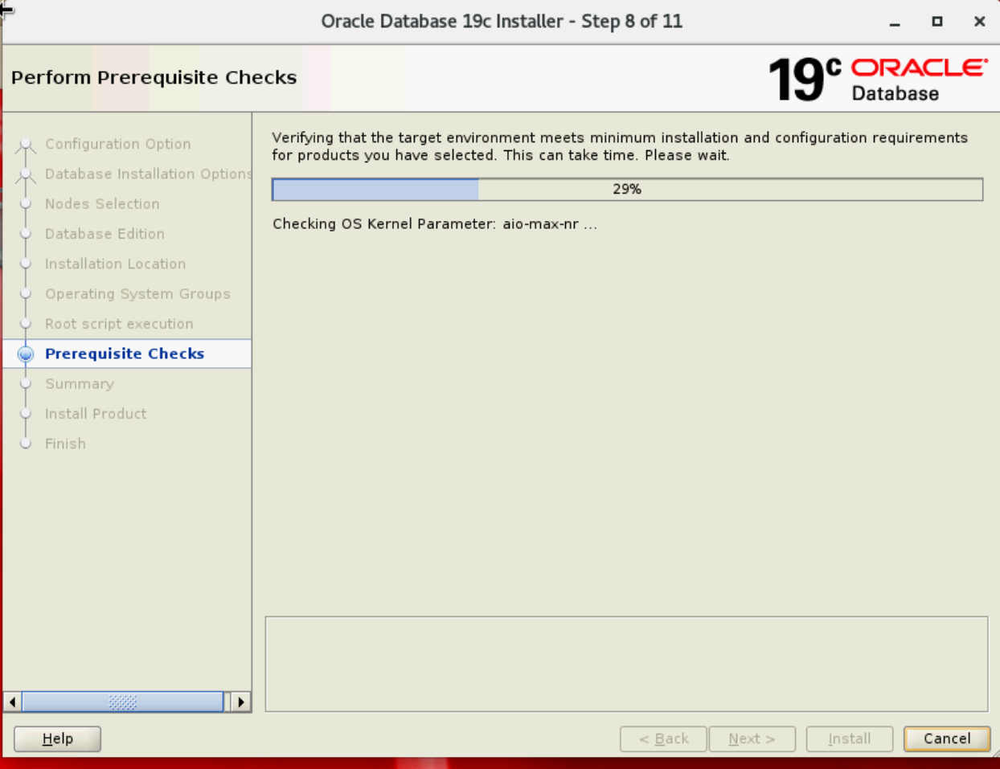 Oracle Database 19c Installer - Step 8 of 11
Perform Prerequisite Checks
19c ORACLE
Database
Configuration Option
Database Installation Options
Nodes Selection
Database Edition
Installation Location
Operating System Groups
Root script execution
Prerequisite Checks
Summary
Install Product
Finish
Verifying that the target environment meets minimum installation and configuration requirements
for products you have selected. This can take time. Please wait.
29%
Checking OS Kernel Parameter: aio-max-nr ...
Help
< Back
Next >
Install
Cancel